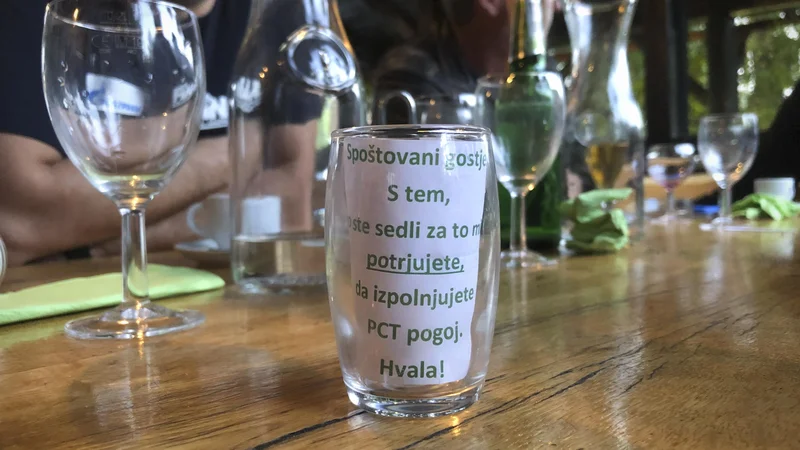 Spoštovani gostje
S tem,
ste sedli za to
potrjujete,
da izpolnjujete
PCT pogoj.
Hvala!